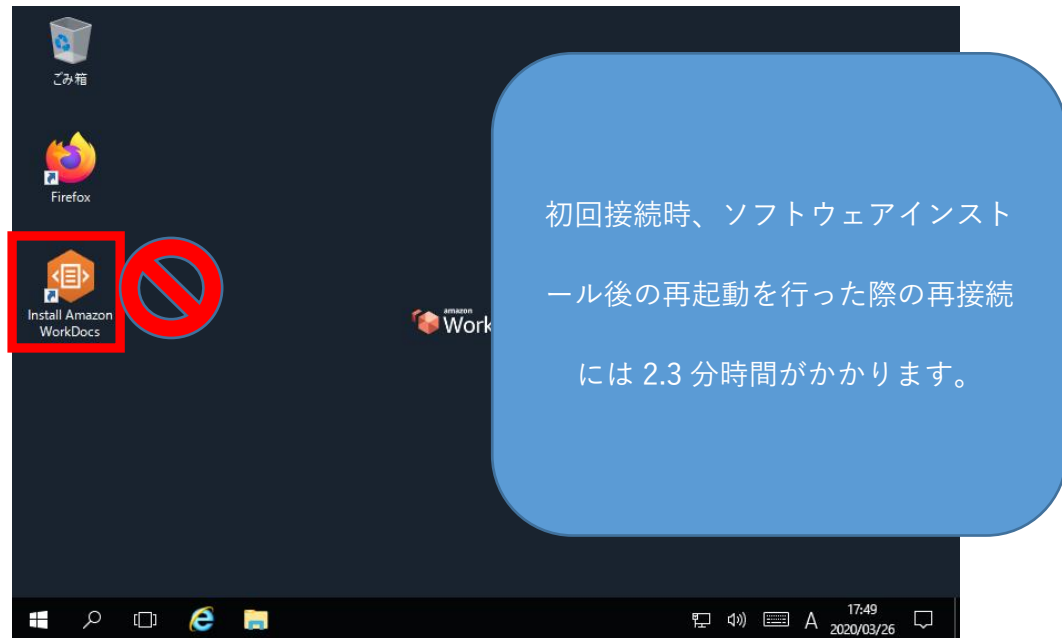 ごみ箱
Firefox
Install Amazon
WorkDocs
amazon
Work
初回接続時、ソフトウェアインスト
ール後の再起動を行った際の再接続
には 2.3 分時間がかかります。
A
17:49
2020/03/26